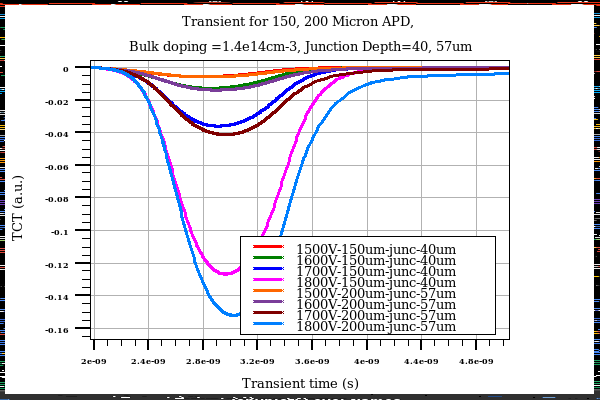 Transient for 150, 200 Micron APD,
Bulk doping =1.4e14cm-3, Junction Depth=40, 57um
TCT (a.u.)
0
-0.02
-0.04
-0.06
-0.08
-0.1
-0.12
-0.14
-0.16
1500V-150um-junc-40um
1600V-150um-junc-40um
1700V-150um-junc-40um
1800V-150um-junc-40um
1500V-200um-junc-57um
1600V-200um-junc-57um
1700V-200um-junc-57um
1800V-200um-junc-57um
2e-09 2.4e-09 2.8e-09 3.2e-09 3.6e-09 4e-09 4.4e-09 4.8e-09
Transient time (s)